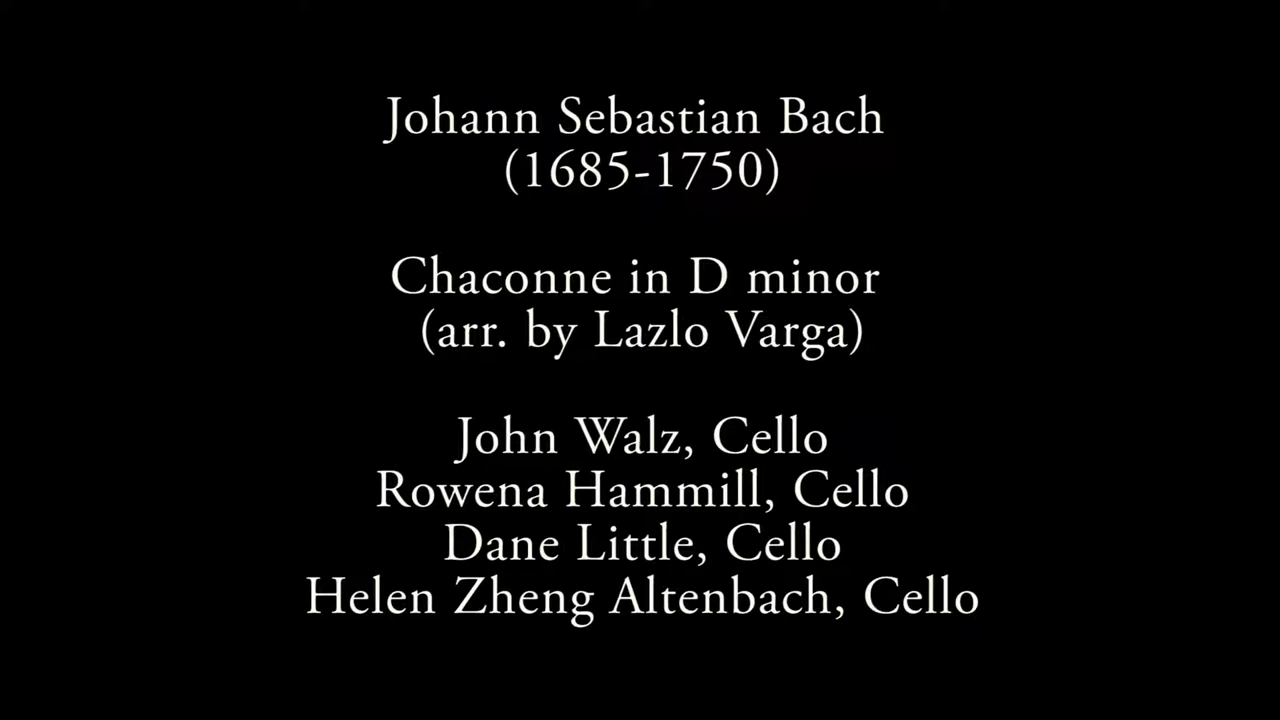 Johann Sebastian Bach
(1685-1750)
Chaconne in D minor
(arr. by Lazlo Varga)
John Walz, Cello
Rowena Hammill, Cello
Dane Little, Cello
Helen Zheng Altenbach, Cello